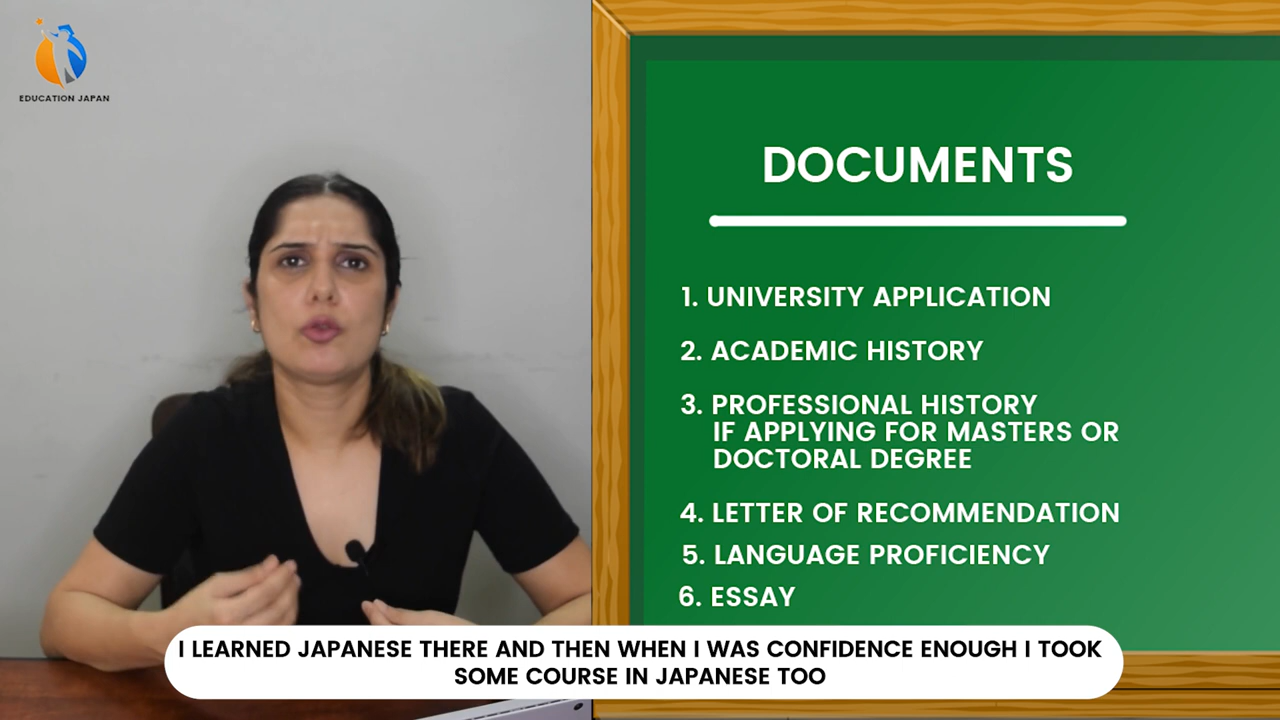 EDUCATION JAPAN
DOCUMENTS
1. UNIVERSITY APPLICATION
2. ACADEMIC HISTORY
3. PROFESSIONAL HISTORY
IF APPLYING FOR MASTERS OR
DOCTORAL DEGREE
4. LETTER OF RECOMMENDATION
5. LANGUAGE PROFICIENCY
6. ESSAY
I LEARNED JAPANESE THERE AND THEN WHEN I WAS CONFIDENCE ENOUGH I TOOK
SOME COURSE IN JAPANESE TOO